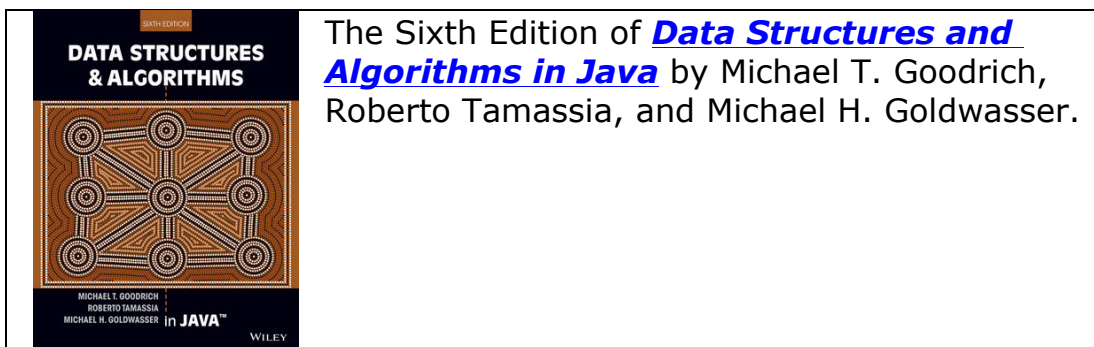 SIXTH EDITION
DATA STRUCTURES
& ALGORITHMS
MICHAEL T. GOODRICH
ROBERTO TAMASSIA
MICHAEL H. GOLDWASSER
in JAVA™
WILEY
The Sixth Edition of Data Structures and
Algorithms in Java by Michael T. Goodrich,
Roberto Tamassia, and Michael H. Goldwasser.